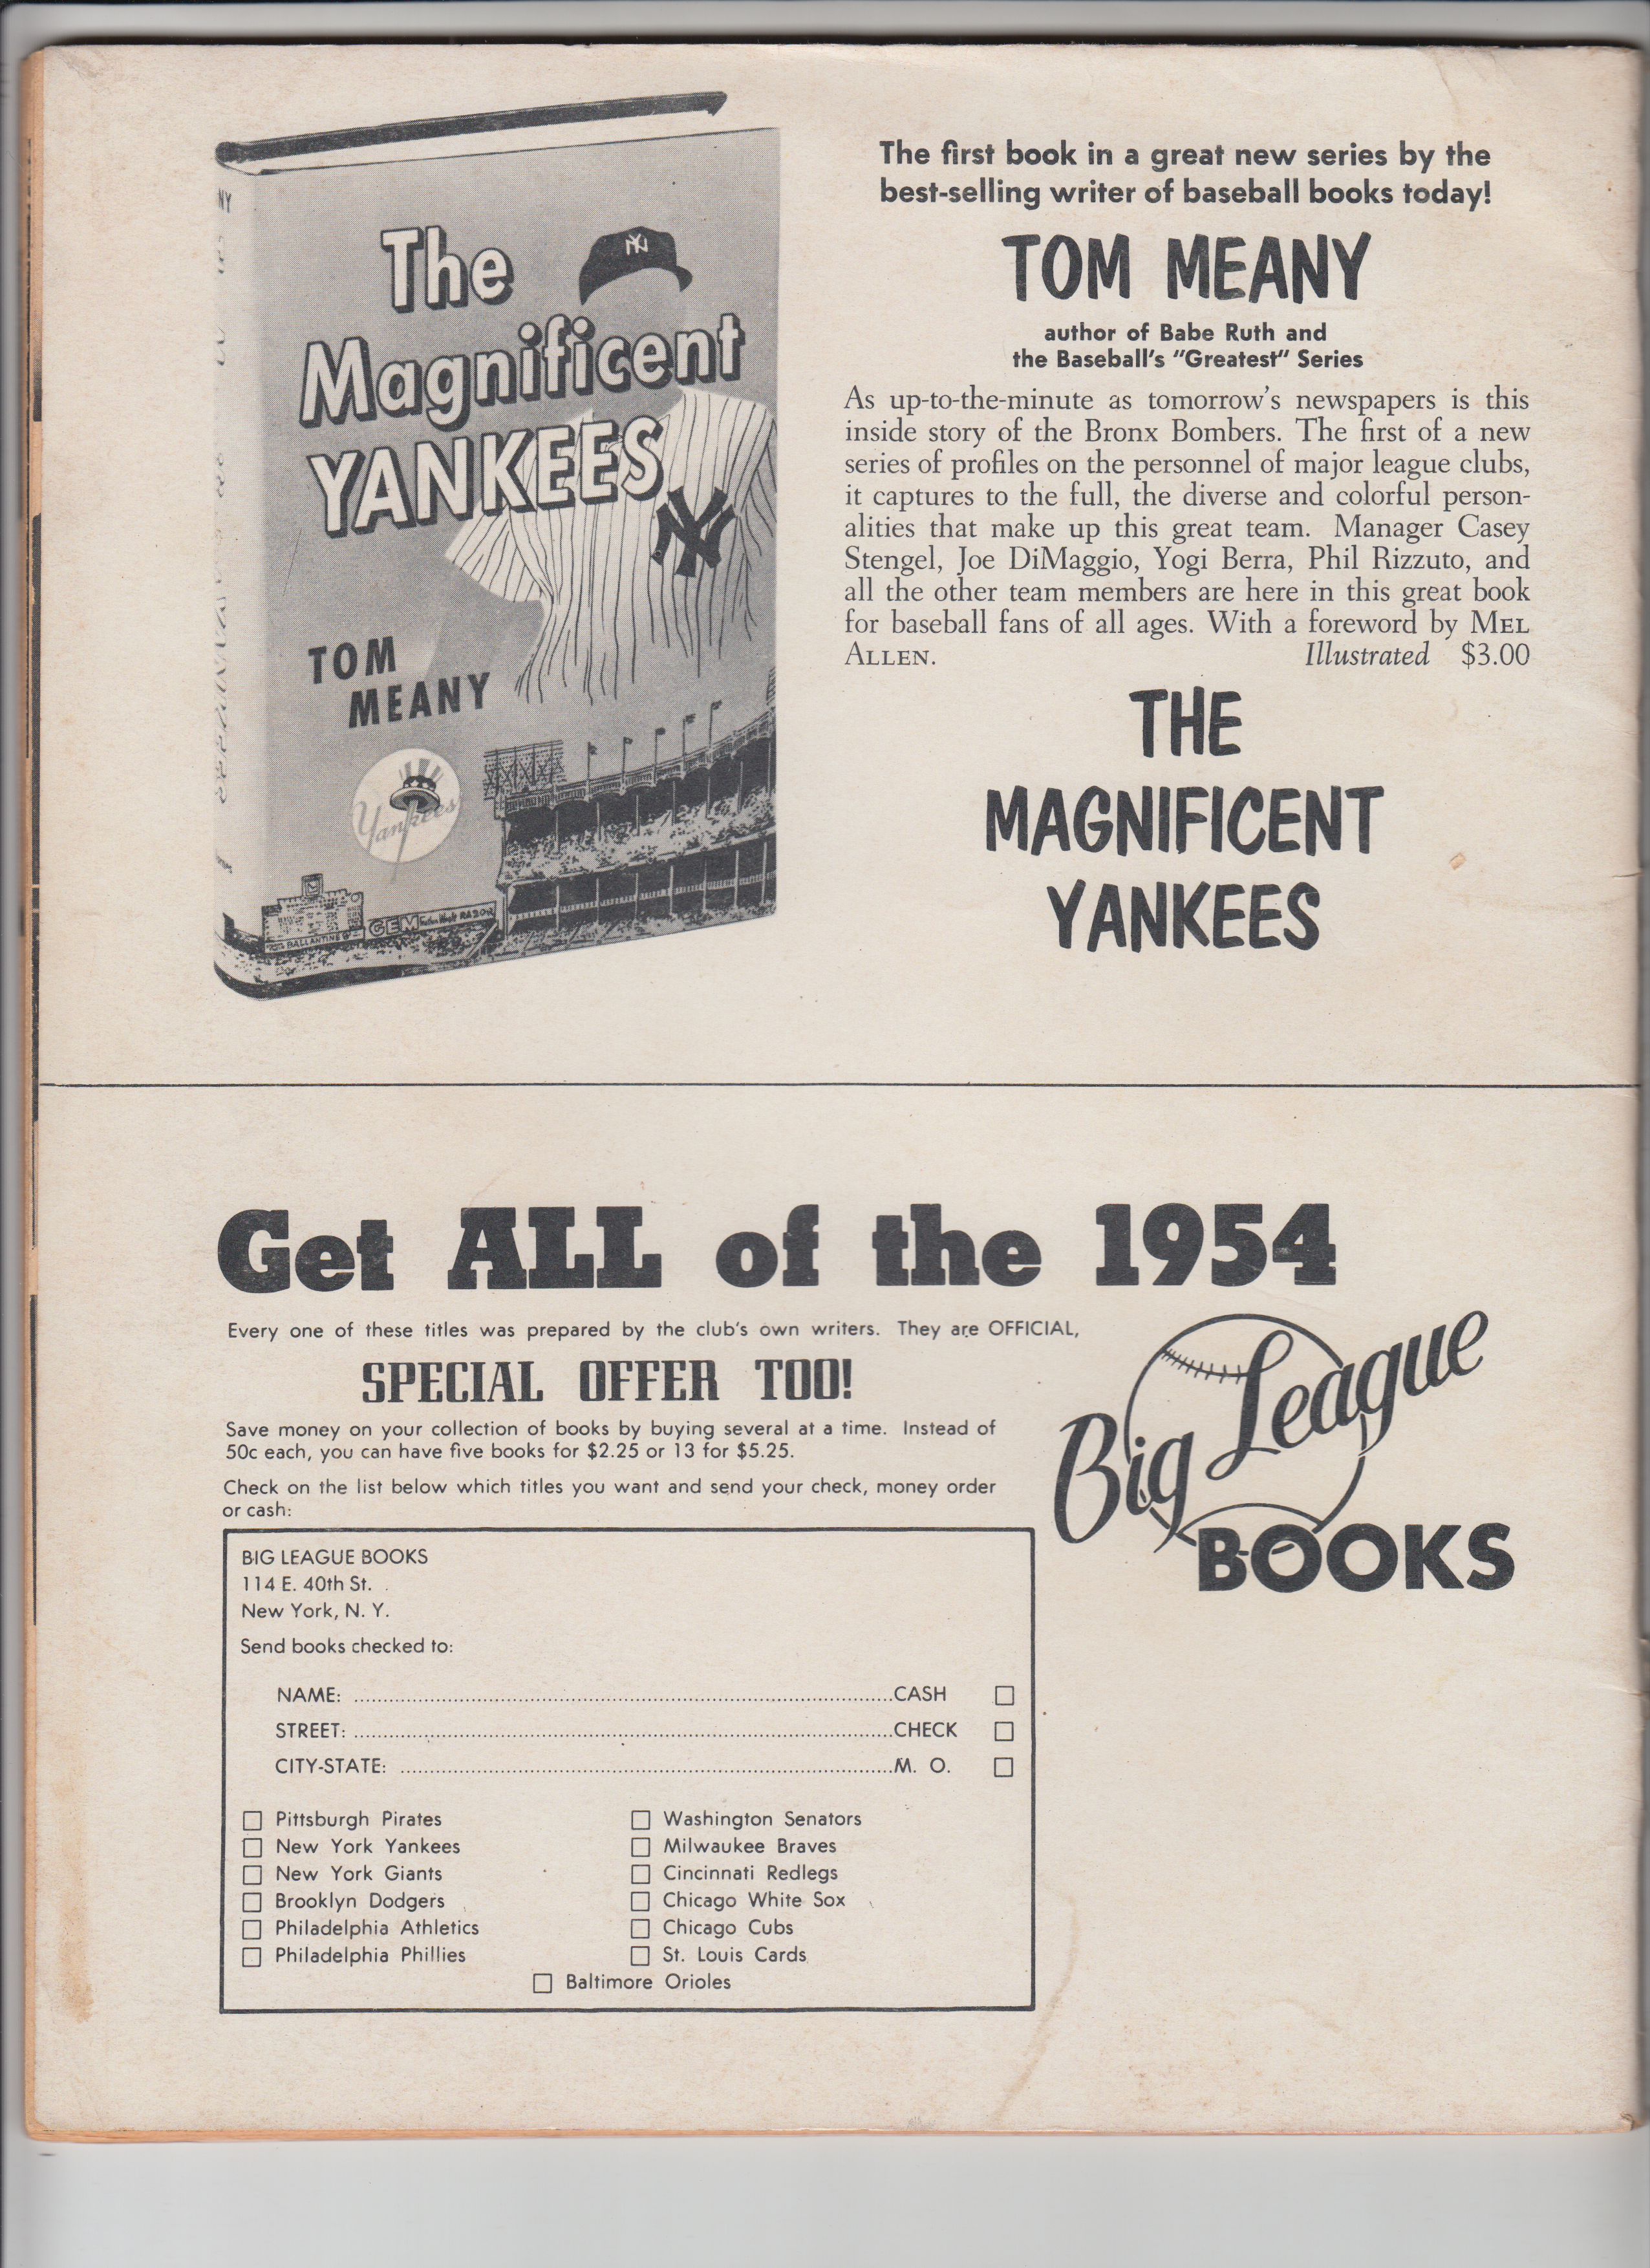 The
Magnificent
YANKEES
TOM
MEANY
Yankees
BALLANTINE
GEM
RAZOR
NY
The first book in a great new series by the
best-selling writer of baseball books today!
TOM MEANY
author of Babe Ruth and
the Baseball's "Greatest" Series
As up-to-the-minute as tomorrow's newspapers is this
inside story of the Bronx Bombers. The first of a new
series of profiles on the personnel of major league clubs,
it captures to the full, the diverse and colorful person-
alities that make up this great team. Manager Casey
Stengel, Joe DiMaggio, Yogi Berra, Phil Rizzuto, and
all the other team members are here in this great book
for baseball fans of all ages. With a foreword by MEL
ALLEN. Illustrated $3.00
THE
MAGNIFICENT
YANKEES
Get ALL of the 1954
Every one of these titles was prepared by the club's own writers. They are OFFICIAL,
SPECIAL OFFER TOO!
Save money on your collection of books by buying several at a time. Instead of
50c each, you can have five books for $2.25 or 13 for $5.25.
Check on the list below which titles you want and send your check, money order
or cash:
Big League
BOOKS
BIG LEAGUE BOOKS
114 E. 40th St.
New York, N. Y.
Send books checked to:
NAME: ........ CASH
STREET: ........ CHECK
CITY-STATE: ........ M. O.
Pittsburgh Pirates
New York Yankees
New York Giants
Brooklyn Dodgers
Philadelphia Athletics
Philadelphia Phillies
Washington Senators
Milwaukee Braves
Cincinnati Redlegs
Chicago White Sox
Chicago Cubs
St. Louis Cards
Baltimore Orioles